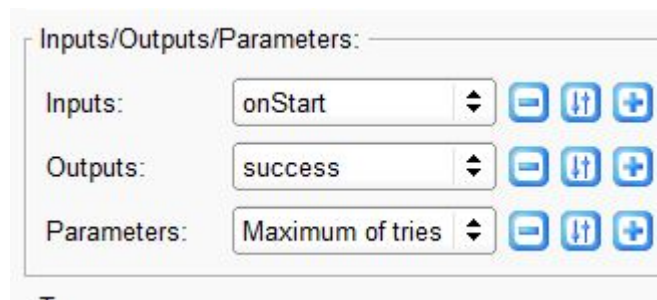 Inputs/Outputs/Parameters:
Inputs: onStart
Outputs: success
Parameters: Maximum of tries